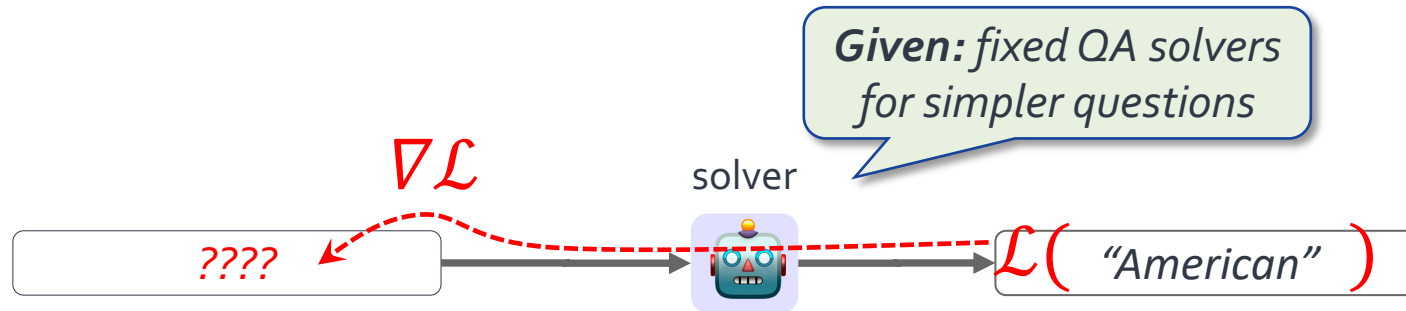 Given: fixed QA solvers
for simpler questions
∇ℒ
solver
????
ℒ( “American” )